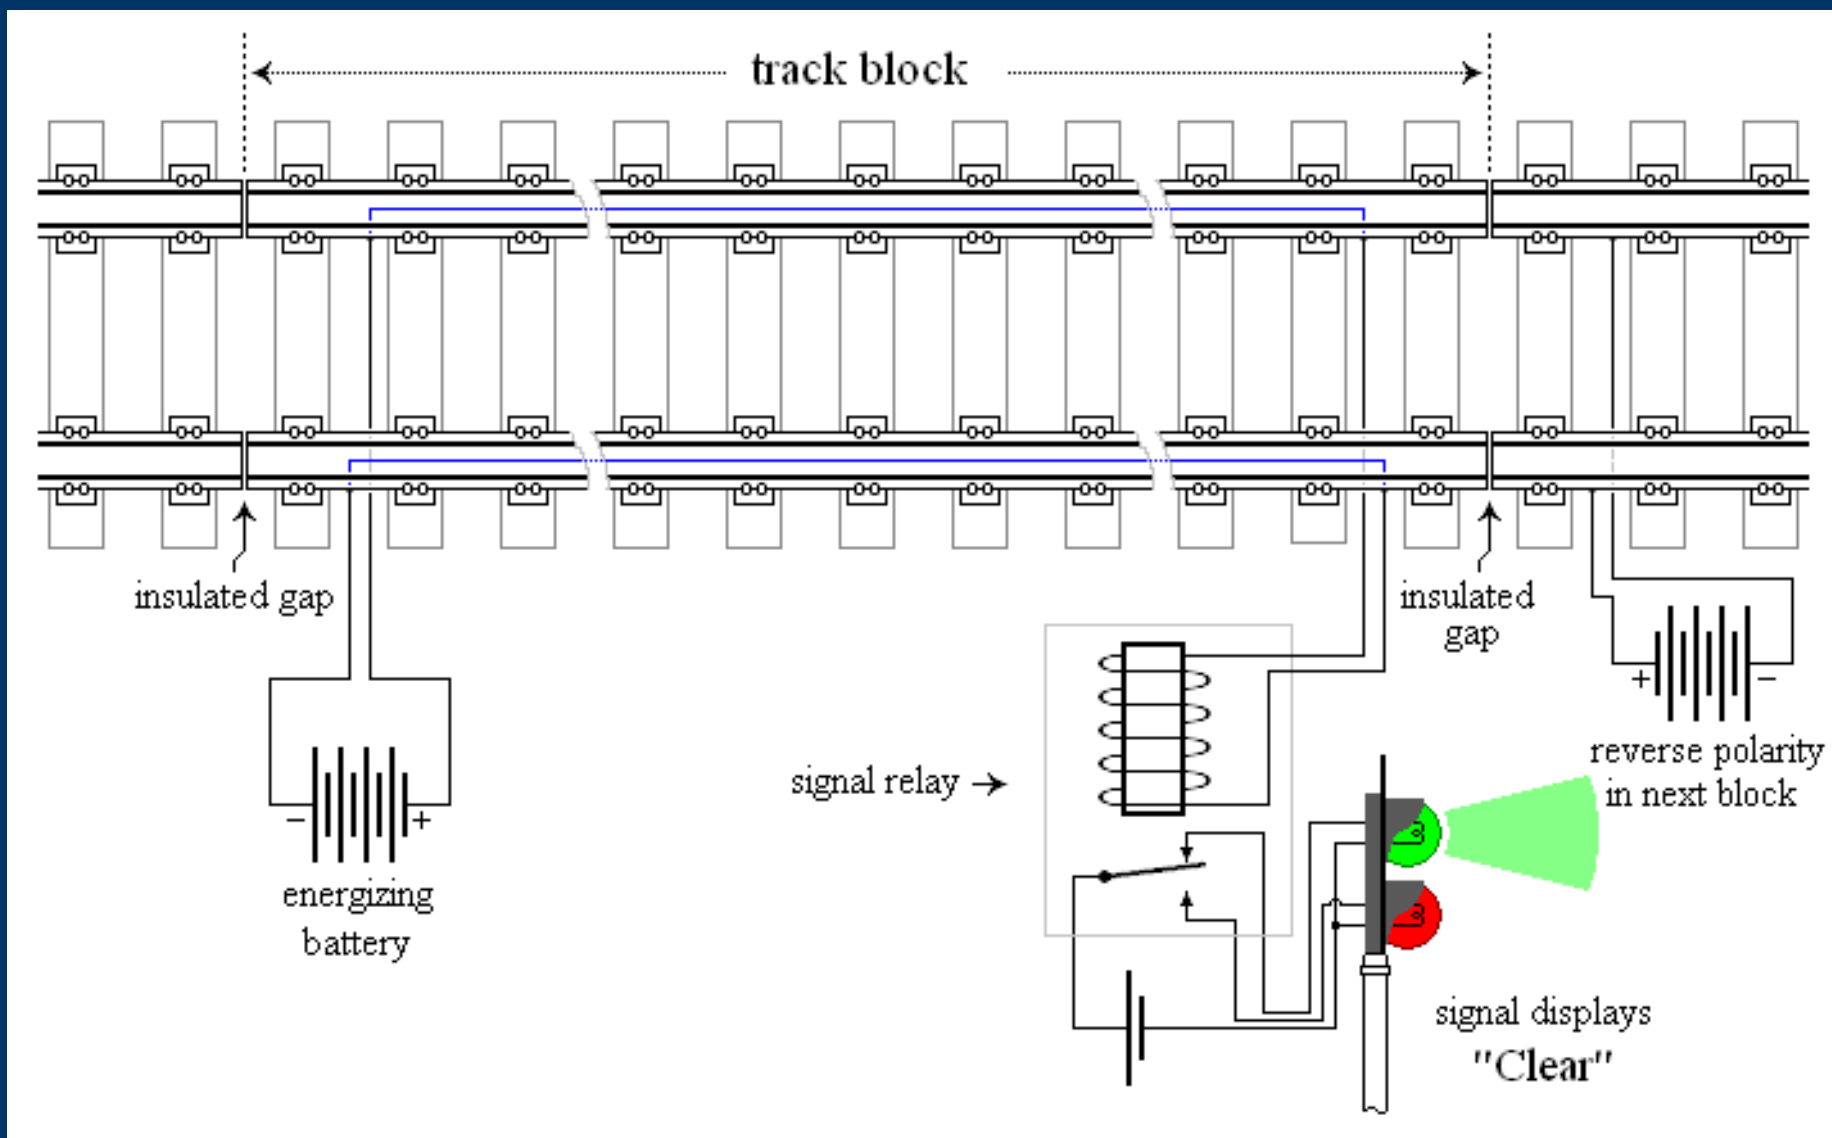 track block
insulated gap
insulated
gap
+ −
reverse polarity
in next block
signal relay
− +
energizing
battery
signal displays
"Clear"